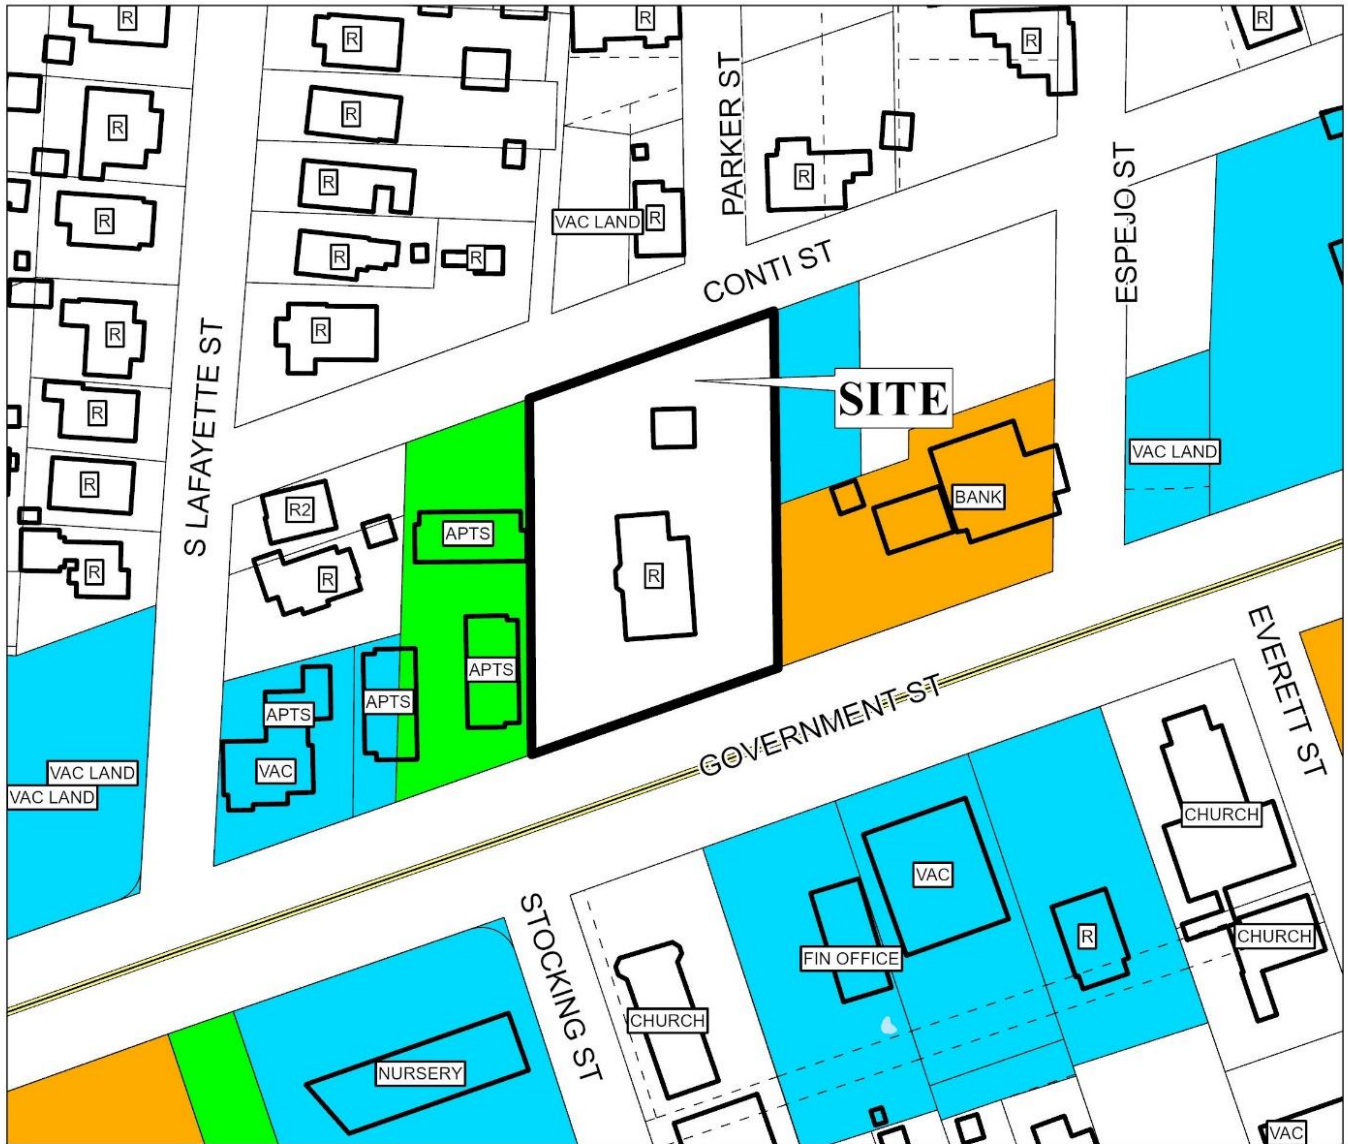 R
R
R
R
PARKER ST
R
R
R
R
R
ESPEJO ST
R
R
VAC LAND
R
R
R
CONTI ST
R
R
S LAFAYETTE ST
SITE
R
VAC LAND
R
BANK
R2
APTS
R
R
R
EVERETT ST
APTS
APTS
APTS
GOVERNMENT ST
VAC LAND
VAC
VAC LAND
CHURCH
VAC
STOCKING ST
R
CHURCH
FIN OFFICE
CHURCH
NURSERY
VAC